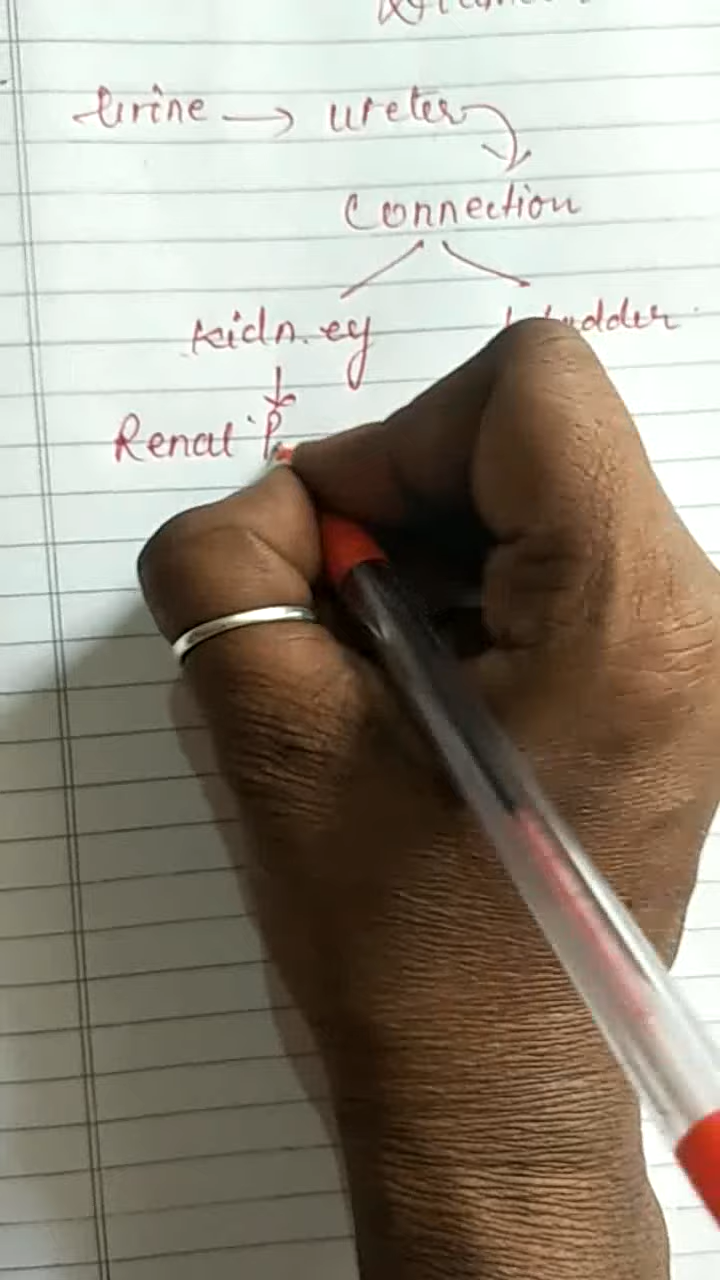 Urine → ureter
Connection
Kidney
Renal P